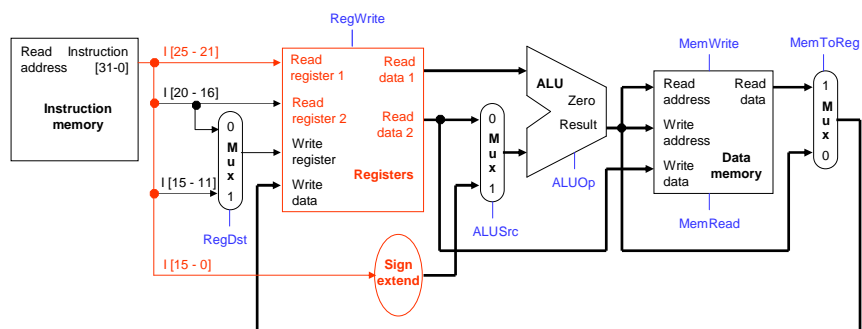 RegWrite
MemWrite
MemToReg
Read Instruction
address [31-0]
Instruction
memory
I [25 - 21]
I [20 - 16]
I [15 - 11]
I [15 - 0]
0
M
u
x
1
RegDst
Read
register 1
Read
data 1
Read
register 2
Read
data 2
Write
register
Write
data
Registers
Sign
extend
0
M
u
x
1
ALUSrc
ALU
Zero
Result
ALUOp
Read
address
Read
data
Write
address
Write
data
Data
memory
MemRead
1
M
u
x
0